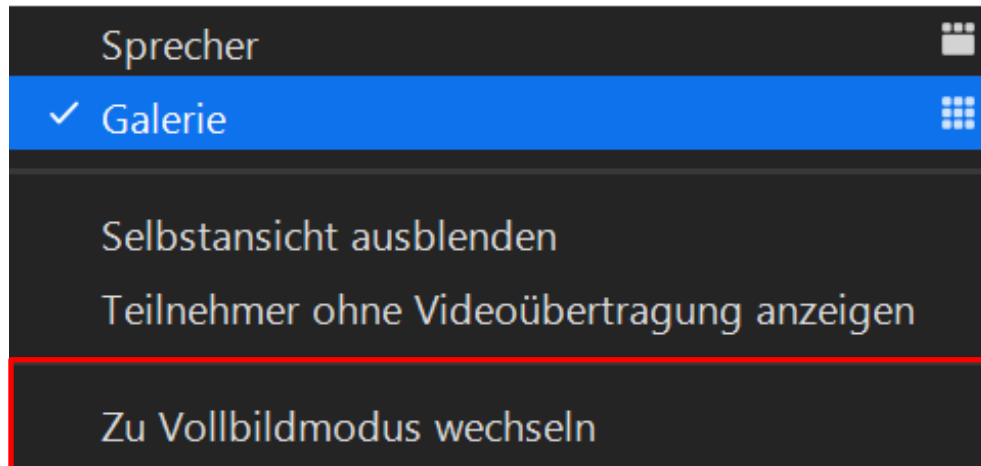 Sprecher
Galerie
Selbstansicht ausblenden
Teilnehmer ohne Videoübertragung anzeigen
Zu Vollbildmodus wechseln